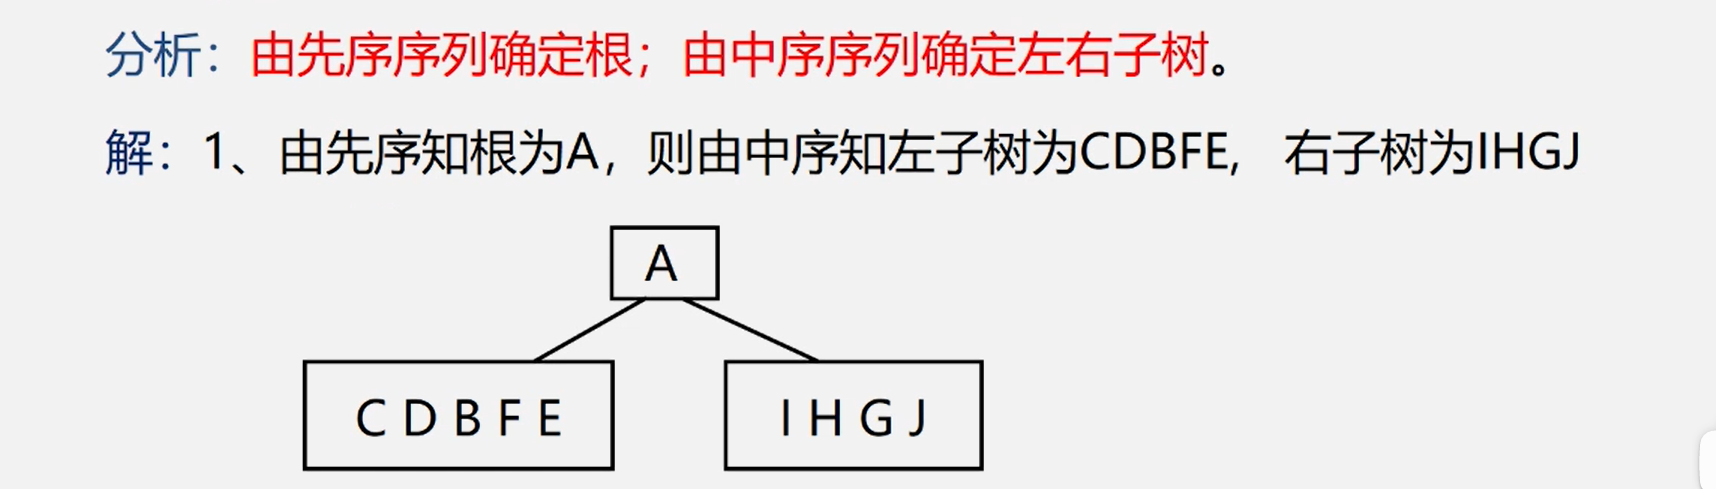 分析：由先序序列确定根；由中序序列确定左右子树。
解：1、由先序知根为A，则由中序知左子树为CDBFE, 右子树为IHGJ
A
C D B F E
I H G J